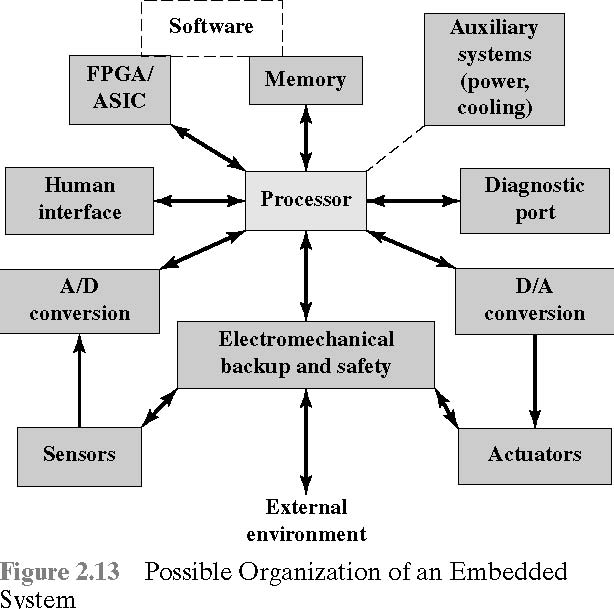 Software
FPGA/
ASIC
Memory
Auxiliary
systems
(power,
cooling)
Human
interface
Processor
Diagnostic
port
A/D
conversion
D/A
conversion
Electromechanical
backup and safety
Sensors
Actuators
External
environment
Figure 2.13 Possible Organization of an Embedded
System